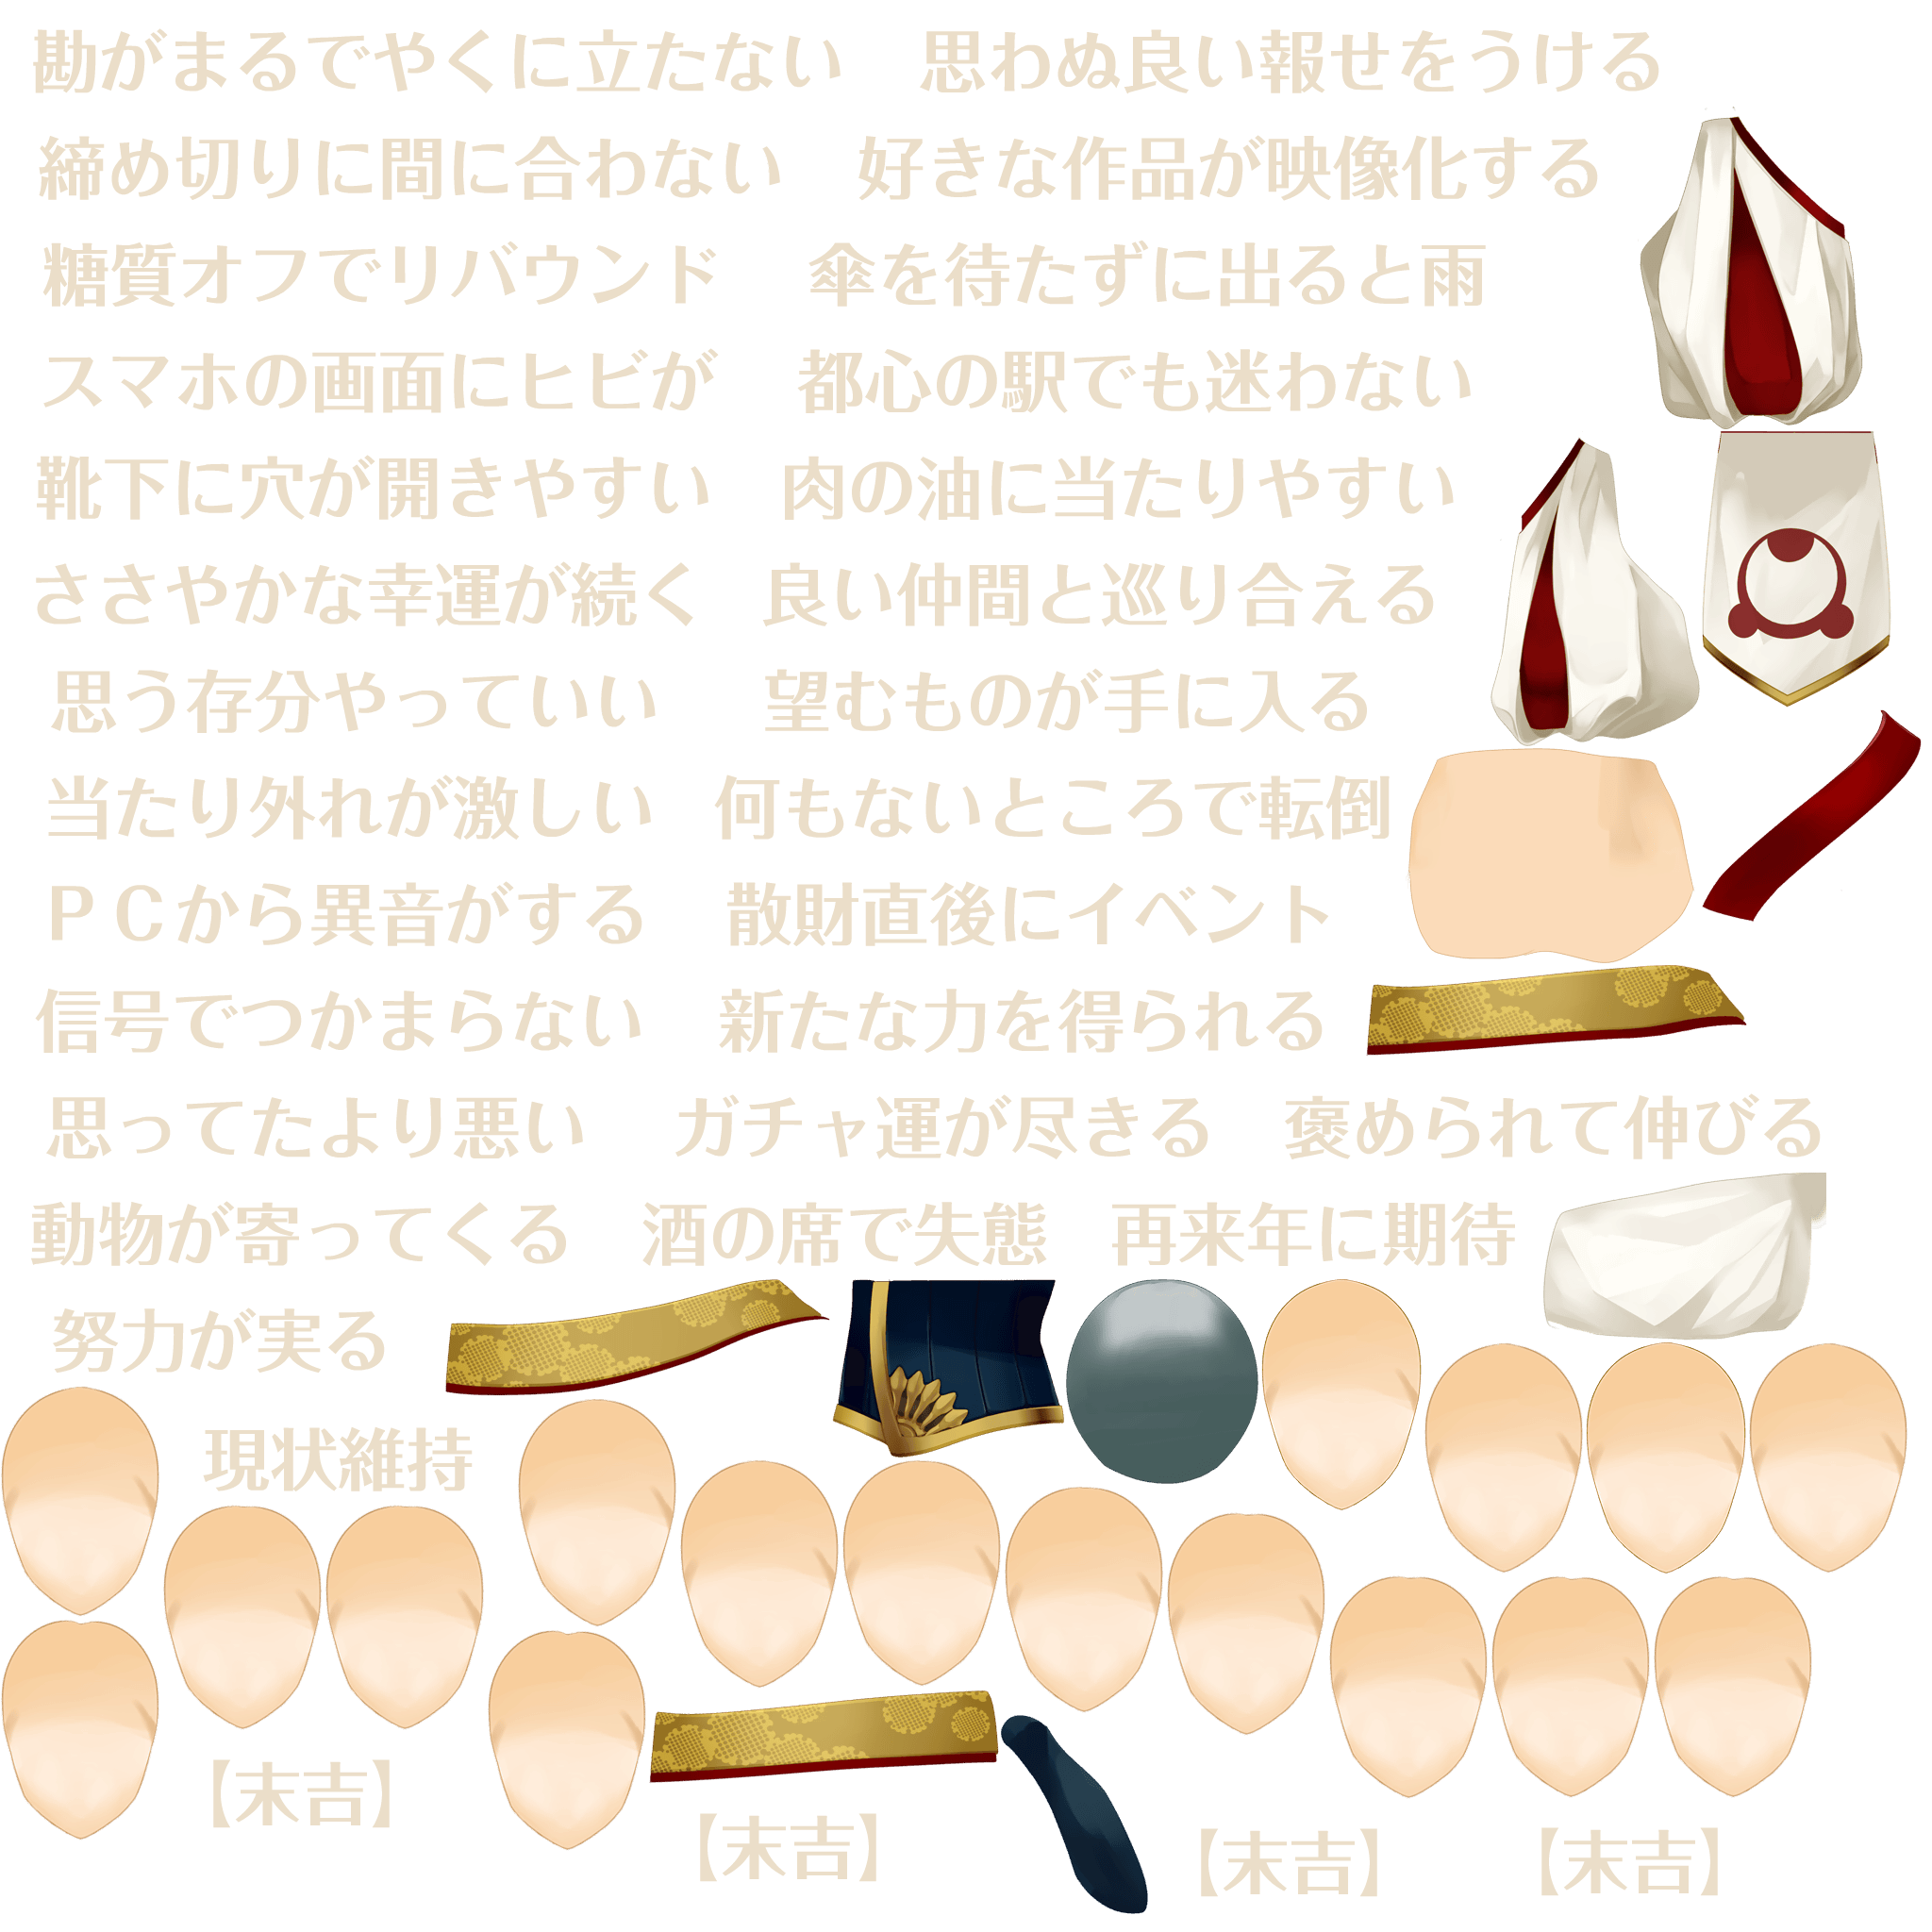 勘がまるでやくに立たない　思わぬ良い報せをうける
締め切りに間に合わない　好きな作品が映像化する
糖質オフでリバウンド　傘を待たずに出ると雨
スマホの画面にヒビが　都心の駅でも迷わない
靴下に穴が開きやすい　肉の油に当たりやすい
ささやかな幸運が続く　良い仲間と巡り合える
思う存分やっていい　望むものが手に入る
当たり外れが激しい　何もないところで転倒
ＰＣから異音がする　散財直後にイベント
信号でつかまらない　新たな力を得られる
思ってたより悪い　ガチャ運が尽きる　褒められて伸びる
動物が寄ってくる　酒の席で失態　再来年に期待
努力が実る
現状維持
【末吉】
【末吉】
【末吉】
【末吉】